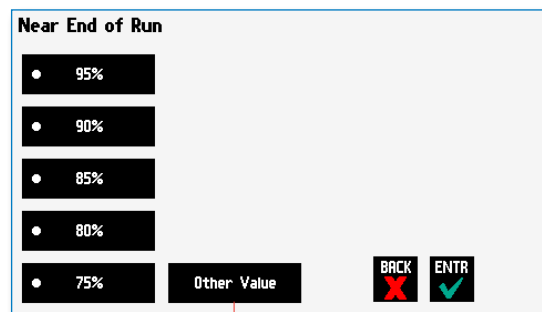 Near End of Run
95%
90%
85%
80%
75%
Other Value
BACK
ENTR